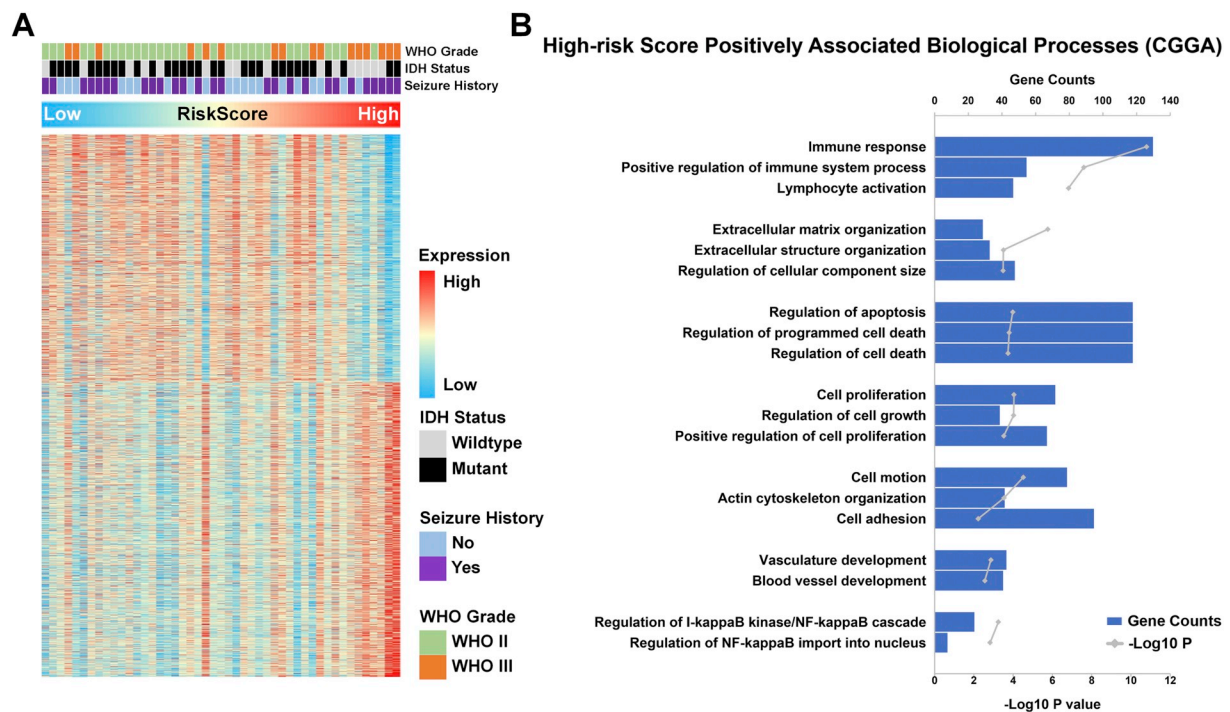 A
WHO Grade
IDH Status
Seizure History
Low RiskScore High
Expression
High
Low
IDH Status
Wildtype
Mutant
Seizure History
No
Yes
WHO Grade
WHO II
WHO III
B
High-risk Score Positively Associated Biological Processes (CGGA)
Gene Counts
0 20 40 60 80 100 120 140
Immune response
Positive regulation of immune system process
Lymphocyte activation
Extracellular matrix organization
Extracellular structure organization
Regulation of cellular component size
Regulation of apoptosis
Regulation of programmed cell death
Regulation of cell death
Cell proliferation
Regulation of cell growth
Positive regulation of cell proliferation
Cell motion
Actin cytoskeleton organization
Cell adhesion
Vasculature development
Blood vessel development
Regulation of I-kappaB kinase/NF-kappaB cascade
Regulation of NF-kappaB import into nucleus
Gene Counts
-Log10 P
0 2 4 6 8 10 12
-Log10 P value